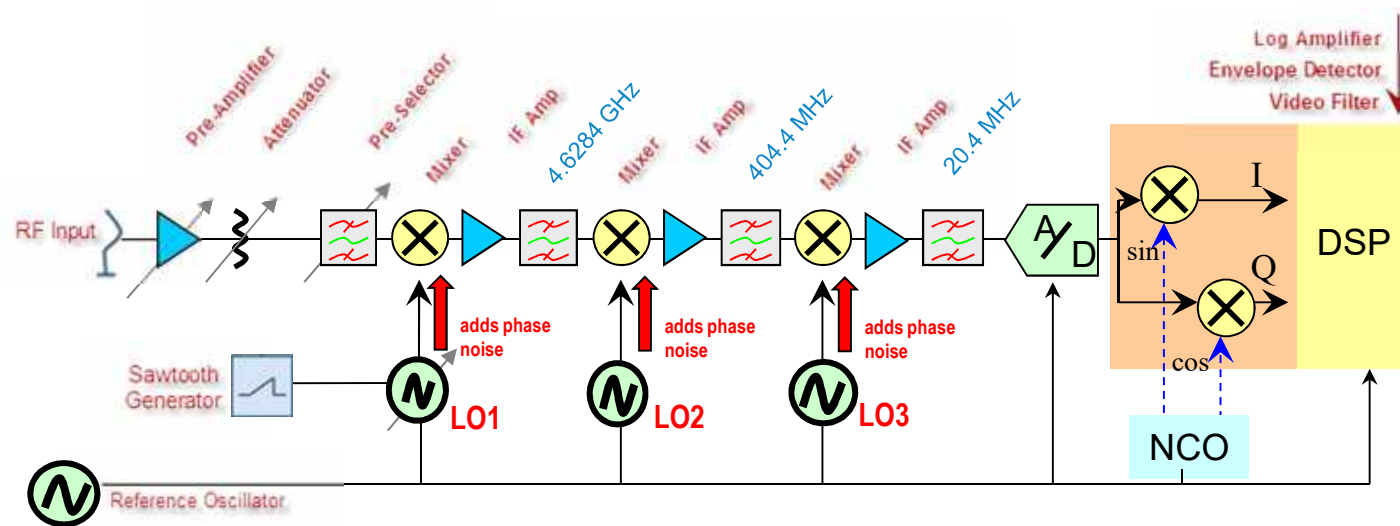 Log Amplifier
Envelope Detector
Video Filter
Pre-Amplifier
Attenuator
Pre-Selector
Mixer
IF Amp
4.6284 GHz
Mixer
IF Amp
404.4 MHz
Mixer
IF Amp
20.4 MHz
RF Input
A/D
I
Q
sin
cos
DSP
adds phase
noise
adds phase
noise
adds phase
noise
Sawtooth
Generator
LO1
LO2
LO3
NCO
Reference Oscillator